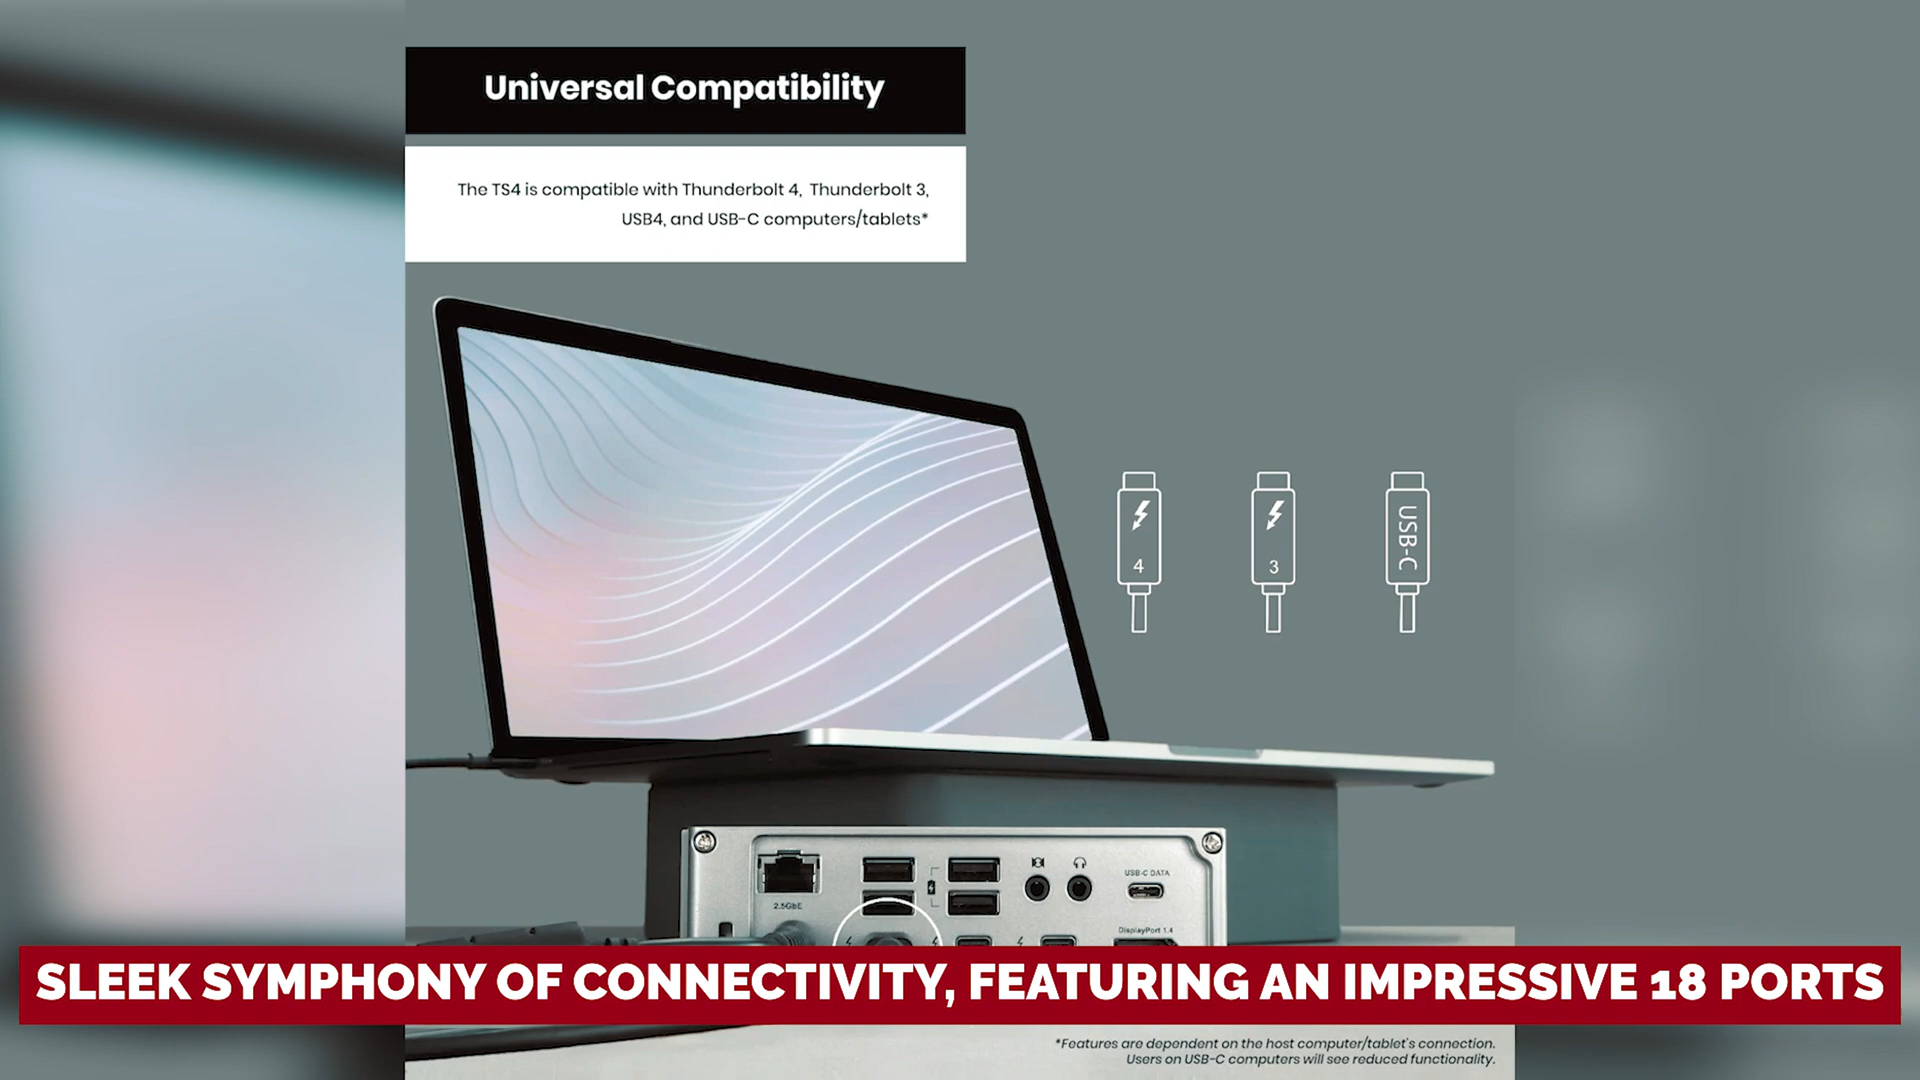 Universal Compatibility
The TS4 is compatible with Thunderbolt 4, Thunderbolt 3,
USB4, and USB-C computers/tablets*
4
3
USB-C
USB-C DATA
2.5GbE
DisplayPort 1.4
SLEEK SYMPHONY OF CONNECTIVITY, FEATURING AN IMPRESSIVE 18 PORTS
*Features are dependent on the host computer/tablet's connection.
Users on USB-C computers will see reduced functionality.